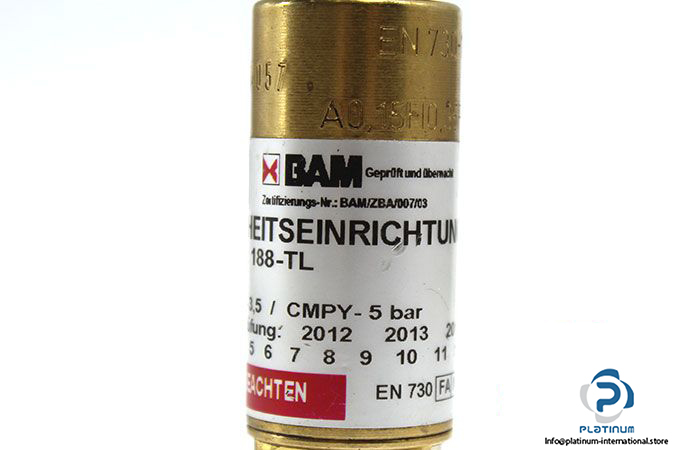 EN 730-
057
A0,15H0,3
BAM Geprüft und überwacht
Zertifizierungs-Nr.: BAM/ZBA/007/03
HEITSEINRICHTUN
188-TL
3,5 / CMPY- 5 bar
üfung: 2012 2013 20
5 6 7 8 9 10 11
EACHTEN EN 730 FA
PLATINUM
info@platinum-international.store